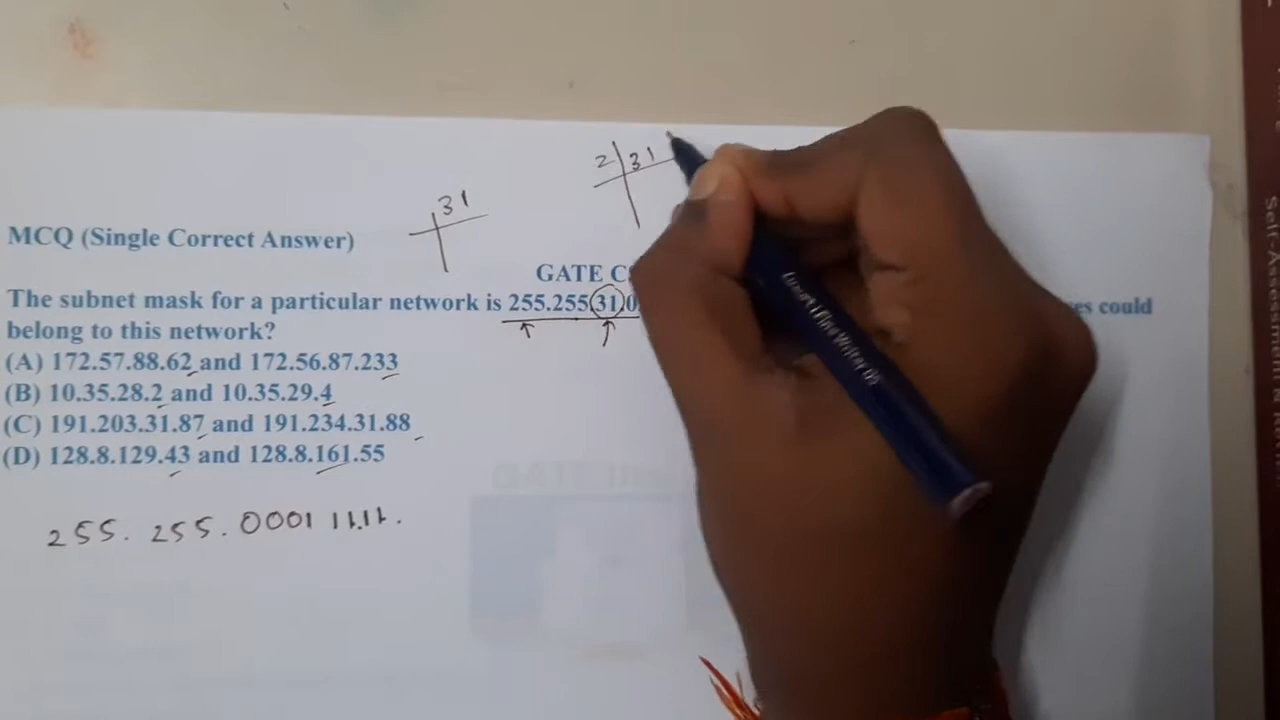 2 31
31
MCQ (Single Correct Answer)
GATE CS
The subnet mask for a particular network is 255.255.31.0 could
belong to this network?
(A) 172.57.88.62 and 172.56.87.233
(B) 10.35.28.2 and 10.35.29.4
(C) 191.203.31.87 and 191.234.31.88
(D) 128.8.129.43 and 128.8.161.55
255. 255. 0001 1111.